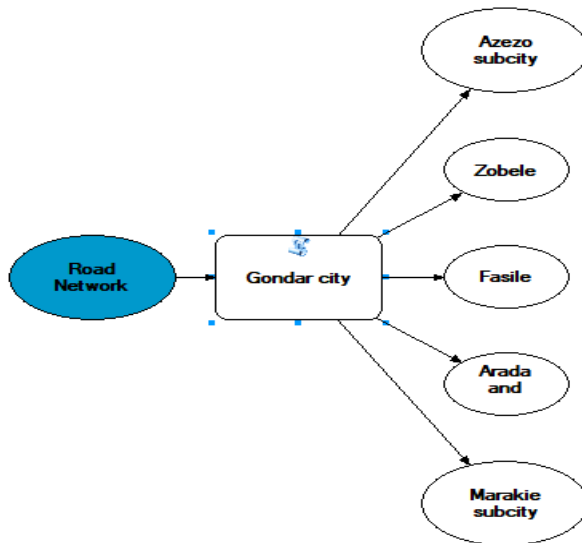 Azezo
subcity
Zobele
Road
Network
Gondar city
Fasile
Arada
and
Marakie
subcity